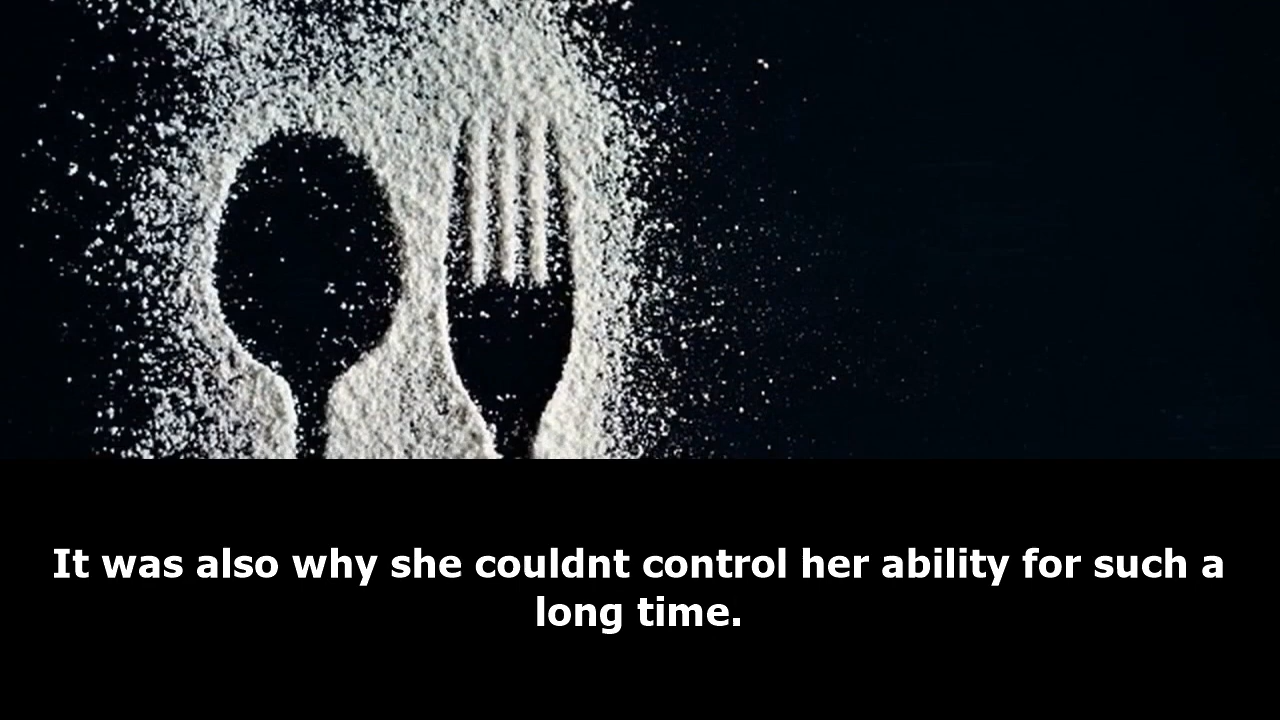 It was also why she couldnt control her ability for such a
long time.